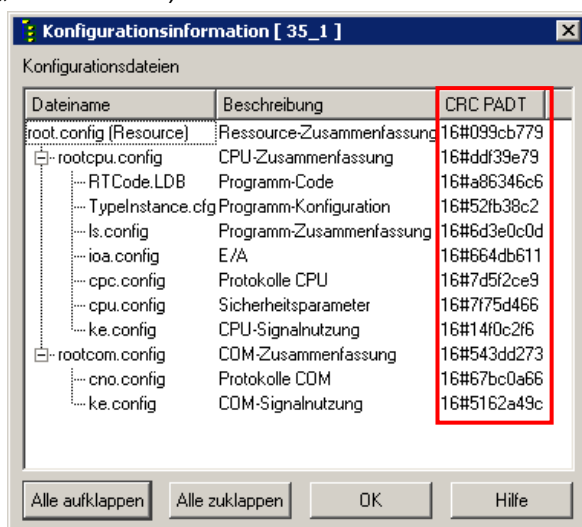 Konfigurationsinformation [ 35_1 ]
Konfigurationsdateien
Dateiname Beschreibung CRC PADT
root.config (Resource) Ressource-Zusammenfassung 16#099cb779
rootcpu.config CPU-Zusammenfassung 16#ddf39e79
RTCode.LDB Programm-Code 16#a86346c6
TypeInstance.cfg Programm-Konfiguration 16#52fb38c2
ls.config Programm-Zusammenfassung 16#6d3e0c0d
ioa.config E/A 16#664db611
cpc.config Protokolle CPU 16#7d5f2ce9
cpu.config Sicherheitsparameter 16#7f75d466
ke.config CPU-Signalnutzung 16#14f0c2f6
rootcom.config COM-Zusammenfassung 16#543dd273
cno.config Protokolle COM 16#67bc0a66
ke.config COM-Signalnutzung 16#5162a49c
Alle aufklappen Alle zuklappen OK Hilfe